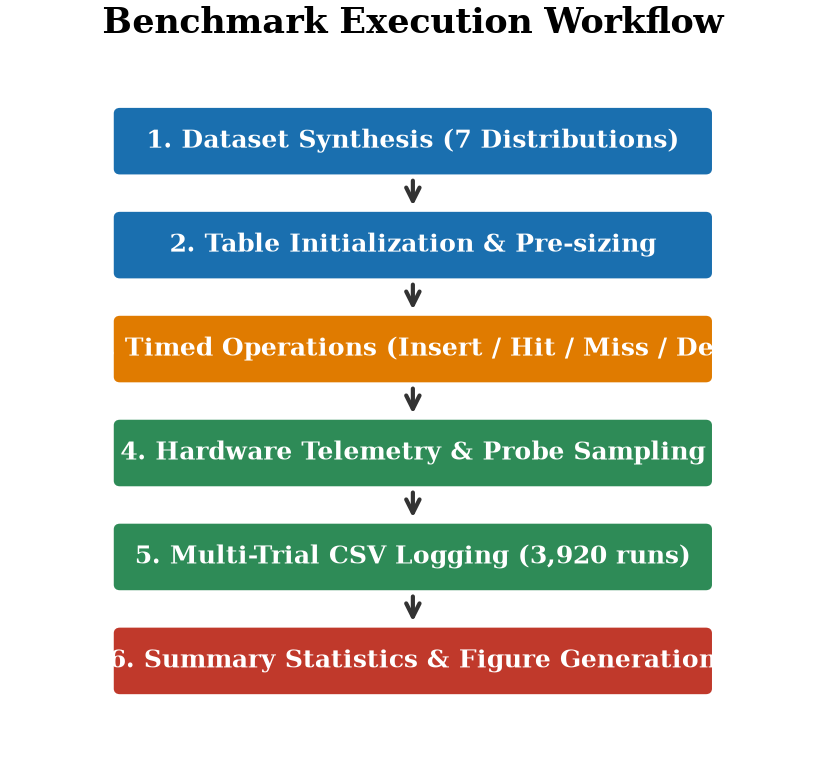 Benchmark Execution Workflow
1. Dataset Synthesis (7 Distributions)
2. Table Initialization & Pre-sizing
Timed Operations (Insert / Hit / Miss / De
4. Hardware Telemetry & Probe Sampling
5. Multi-Trial CSV Logging (3,920 runs)
6. Summary Statistics & Figure Generation